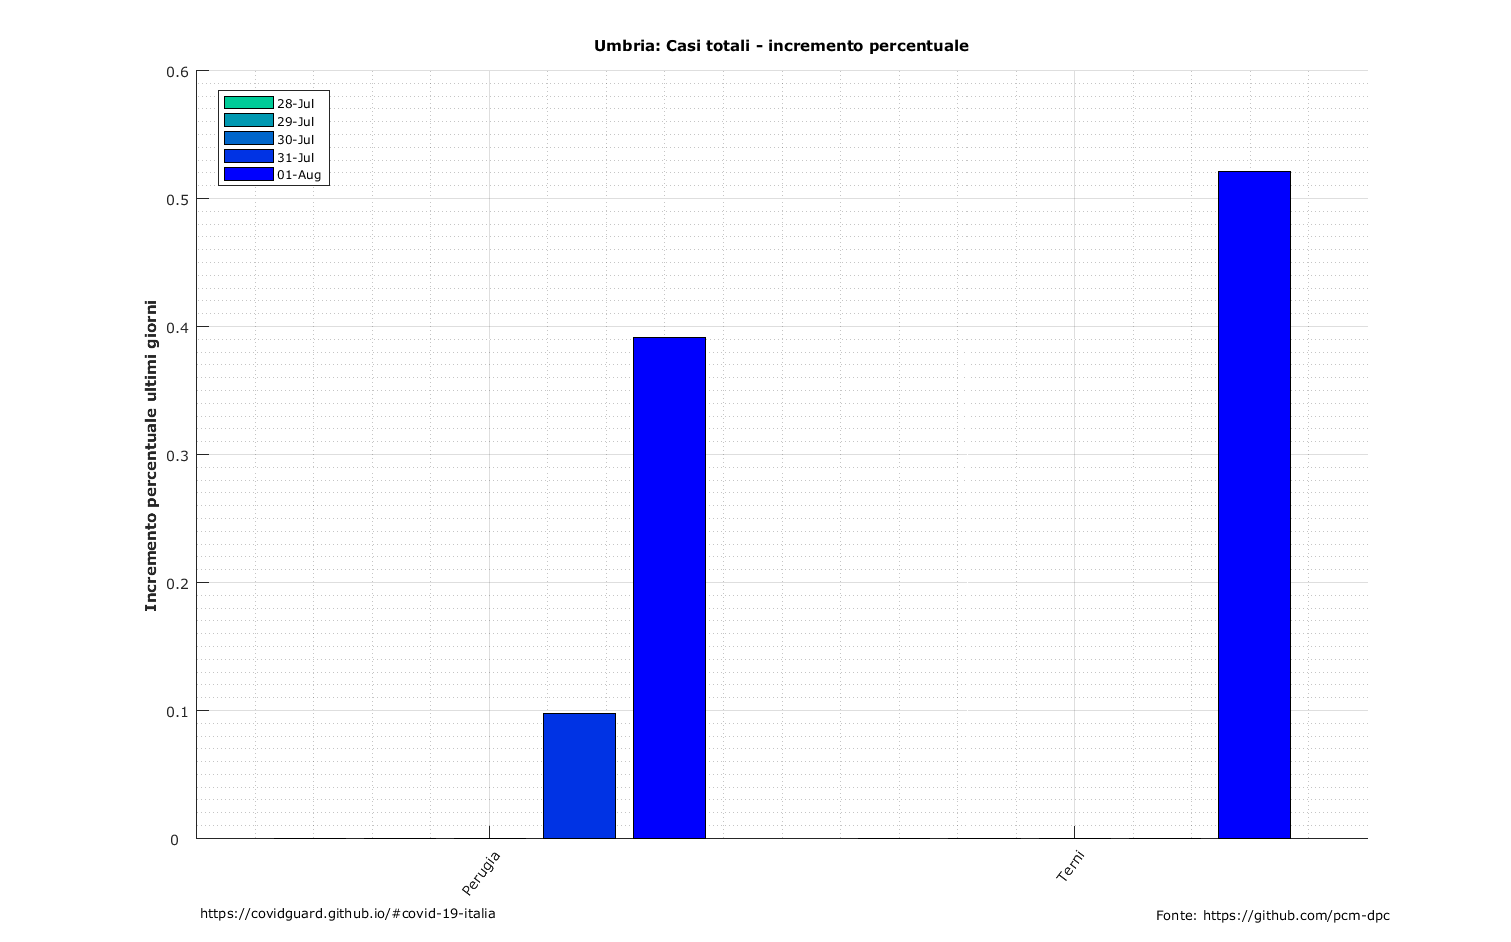 Umbria: Casi totali - incremento percentuale
0.6
0.5
0.4
0.3
0.2
0.1
0
Incremento percentuale ultimi giorni
28-Jul
29-Jul
30-Jul
31-Jul
01-Aug
Perugia
Terni
https://covidguard.github.io/#covid-19-italia
Fonte: https://github.com/pcm-dpc